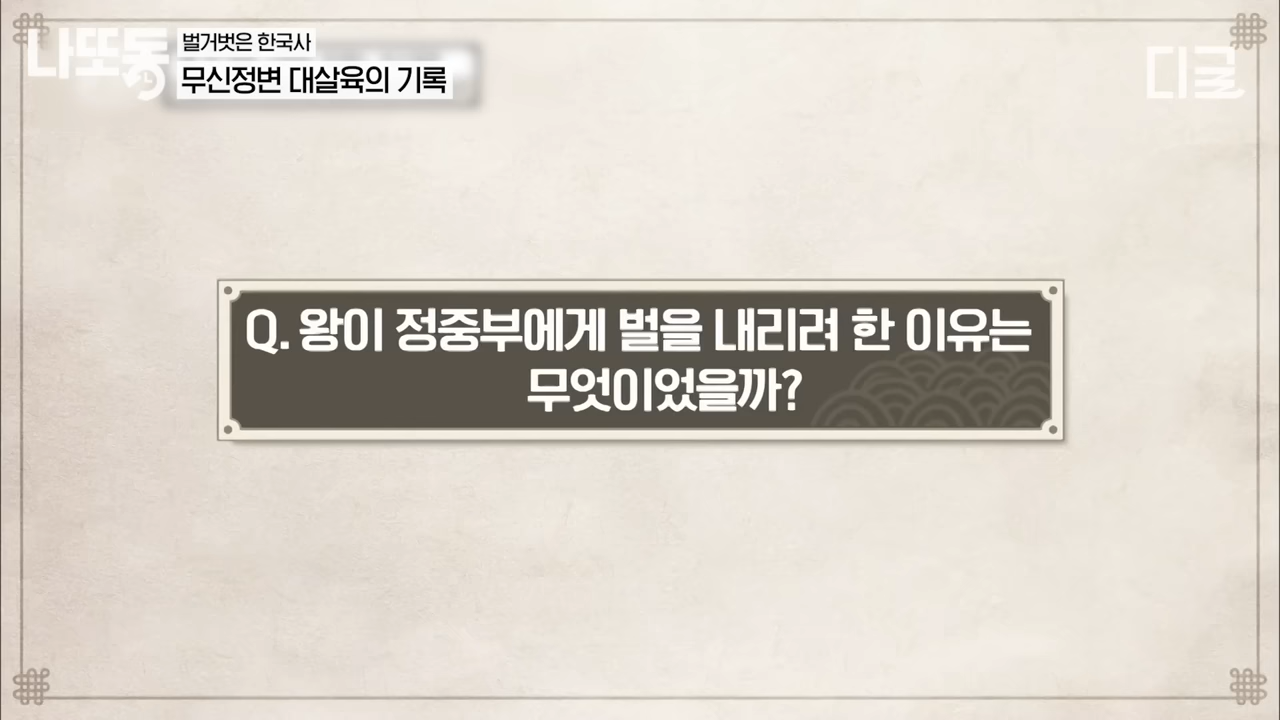 나또동
벌거벗은 한국사
무신정변 대살육의 기록
디글
Q. 왕이 정중부에게 벌을 내리려 한 이유는
무엇이었을까?